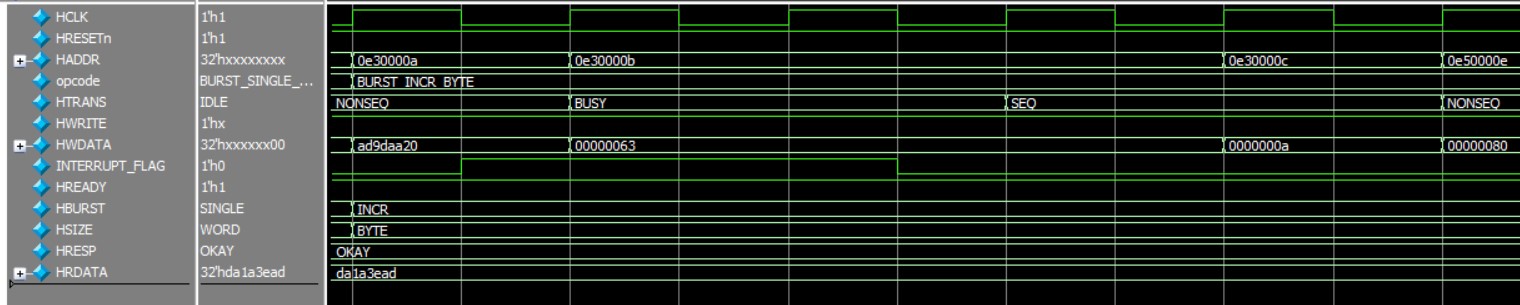 HCLK 1'h1
HRESETn 1'h1
HADDR 32'hxxxxxxxx 0e30000a 0e30000b 0e30000c 0e50000e
opcode BURST_SINGLE_... BURST_INCR_BYTE
HTRANS IDLE NONSEQ BUSY SEQ NONSEQ
HWRITE 1'hx
HWDATA 32'hxxxxxx00 ad9daa20 00000063 0000000a 00000080
INTERRUPT_FLAG 1'h0
HREADY 1'h1
HBURST SINGLE INCR
HSIZE WORD BYTE
HRESP OKAY OKAY
HRDATA 32'hda1a3ead da1a3ead